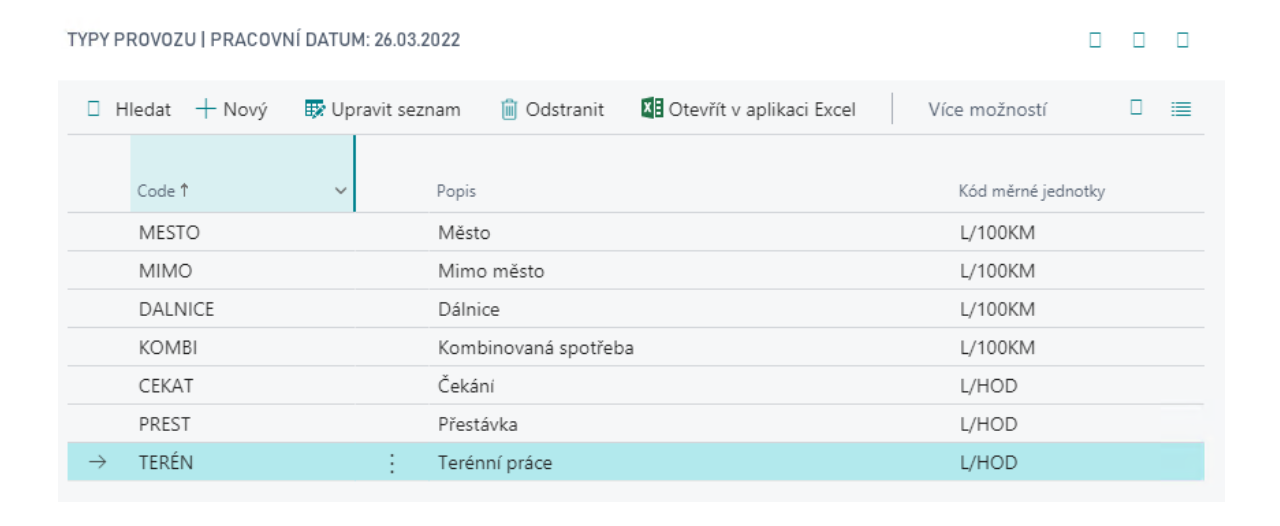 TYPY PROVOZU | PRACOVNÍ DATUM: 26.03.2022
Hledat Nový Upravit seznam Odstranit Otevřít v aplikaci Excel Více možností
Code ↑ Popis Kód měrné jednotky
MESTO Město L/100KM
MIMO Mimo město L/100KM
DALNICE Dálnice L/100KM
KOMBI Kombinovaná spotřeba L/100KM
CEKAT Čekání L/HOD
PREST Přestávka L/HOD
TERÉN Terénní práce L/HOD